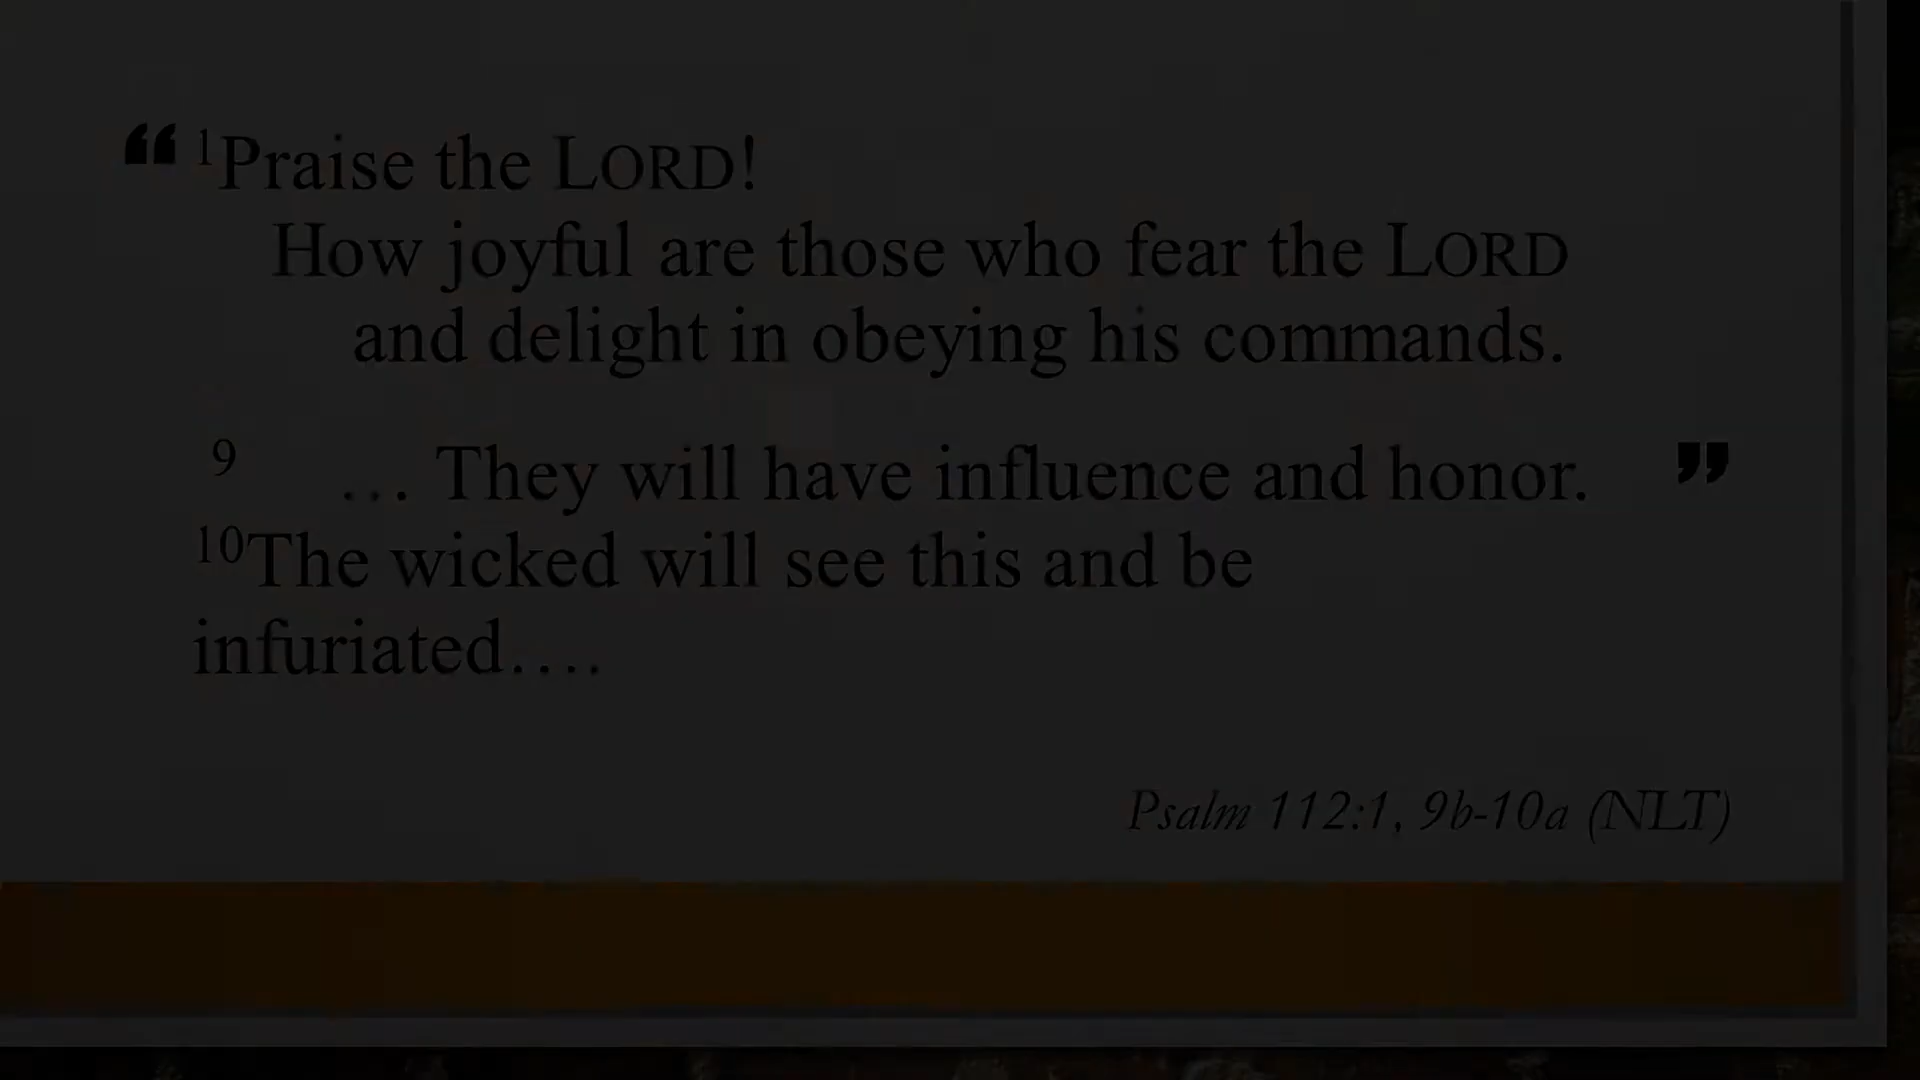 “ ¹Praise the LORD!
How joyful are those who fear the LORD
and delight in obeying his commands.
⁹ … They will have influence and honor. ”
¹⁰The wicked will see this and be
infuriated….
Psalm 112:1, 9b-10a (NLT)